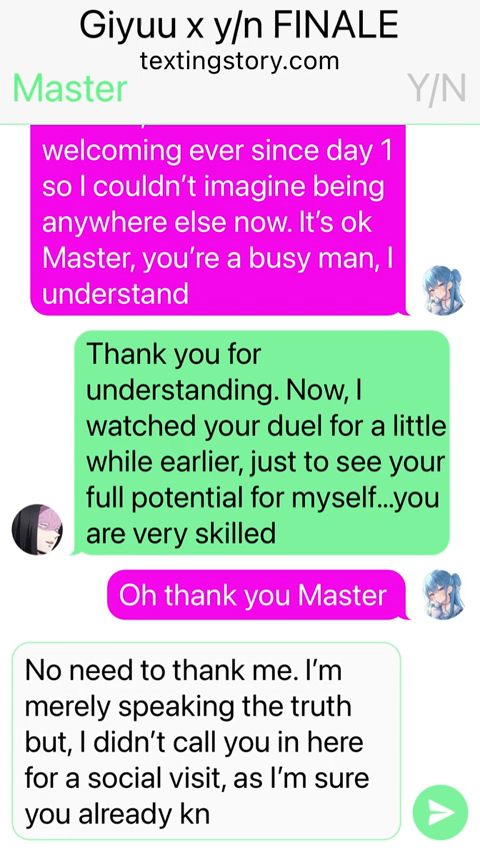 Giyuu x y/n FINALE
textingstory.com
Master
Y/N
welcoming ever since day 1
so I couldn't imagine being
anywhere else now. It's ok
Master, you're a busy man, I
understand
Thank you for
understanding. Now, I
watched your duel for a little
while earlier, just to see your
full potential for myself...you
are very skilled
Oh thank you Master
No need to thank me. I'm
merely speaking the truth
but, I didn't call you in here
for a social visit, as I'm sure
you already kn